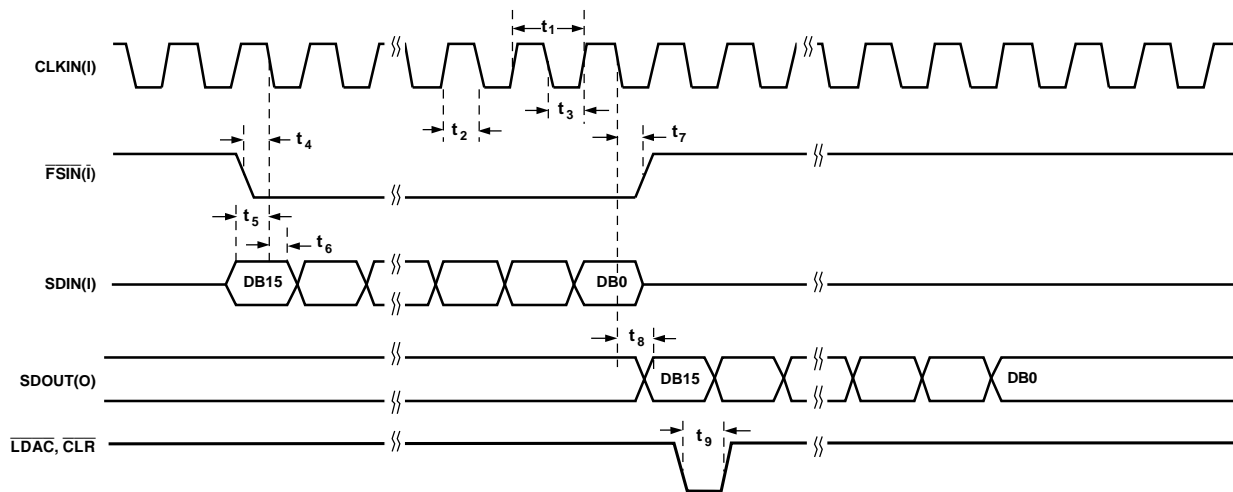 t1
CLKIN(I)
t3
t2
t4
t7
FSIN(I)
t5
t6
SDIN(I)
DB15
DB0
t8
SDOUT(O)
DB15
DB0
LDAC, CLR
t9